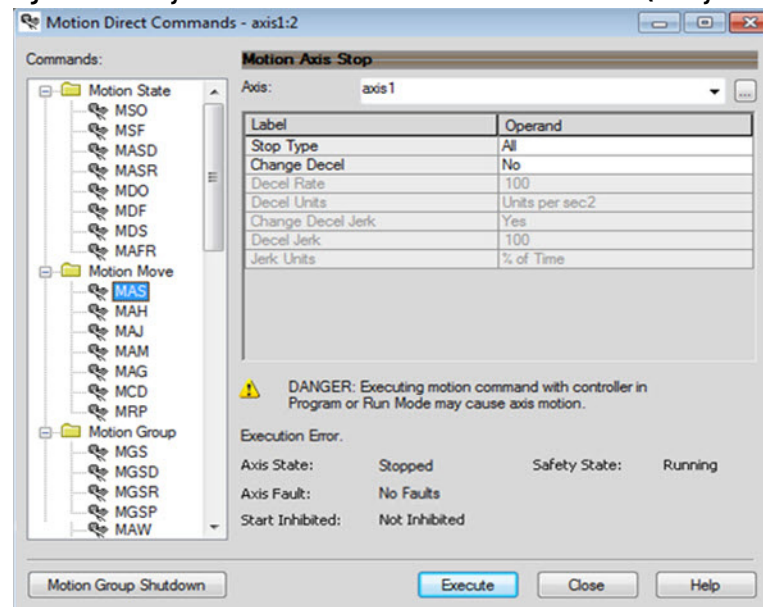 Motion Direct Commands - axis1:2
Commands:
Motion State
MSO
MSF
MASD
MASR
MDO
MDF
MDS
MAFR
Motion Move
MAS
MAH
MAJ
MAM
MAG
MCD
MRP
Motion Group
MGS
MGSD
MGSR
MGSP
MAW
Motion Axis Stop
Axis: axis1 ...
Label Operand
Stop Type All
Change Decel No
Decel Rate 100
Decel Units Units per sec2
Change Decel Jerk Yes
Decel Jerk 100
Jerk Units % of Time
DANGER: Executing motion command with controller in
Program or Run Mode may cause axis motion.
Execution Error.
Axis State: Stopped Safety State: Running
Axis Fault: No Faults
Start Inhibited: Not Inhibited
Motion Group Shutdown Execute Close Help